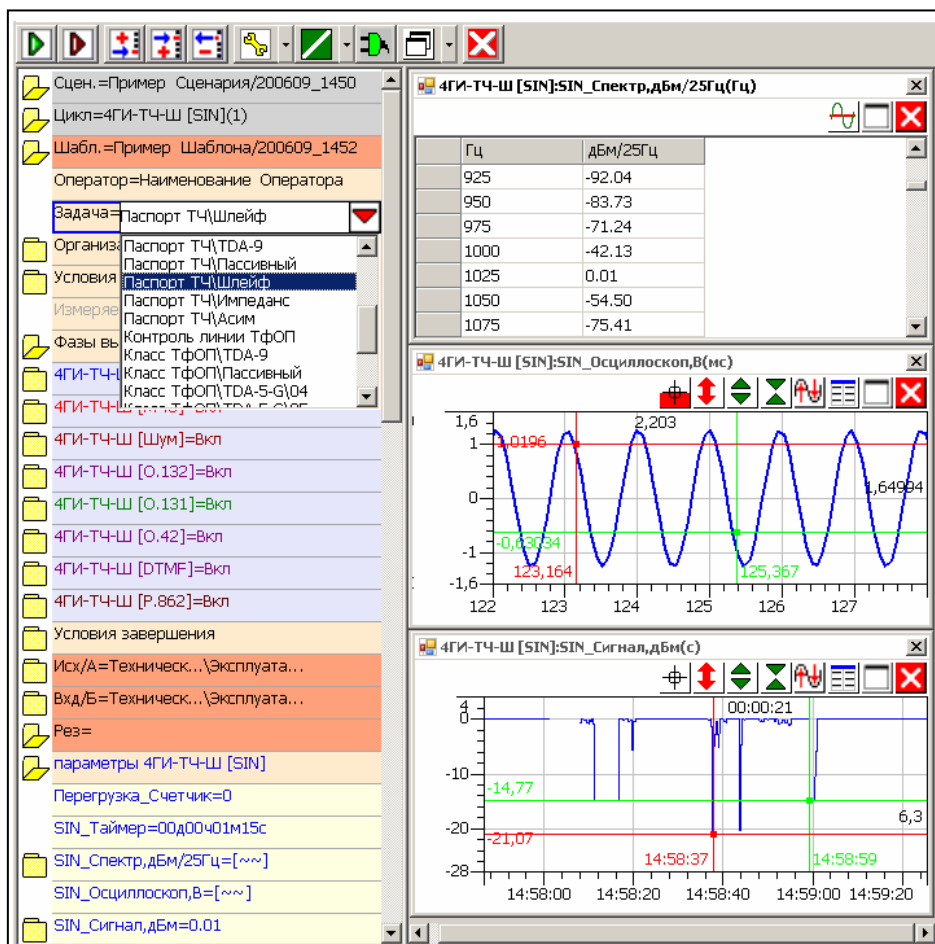 Сцен.=Пример Сценария/200609_1450
Цикл=4ГИ-ТЧ-Ш [SIN](1)
Шабл.=Пример Шаблона/200609_1452
Оператор=Наименование Оператора
Задача=Паспорт ТЧ\Шлейф
Паспорт ТЧ\TDA-9
Паспорт ТЧ\Пассивный
Паспорт ТЧ\Шлейф
Паспорт ТЧ\Импеданс
Паспорт ТЧ\Асим
Контроль линии ТфОП
Класс ТфОП\TDA-9
Класс ТфОП\Пассивный
Класс ТфОП\TDA-5-G\04
Организа
Условия
Измеряе
Фазы вы
4ГИ-ТЧ-Ш [Шум]=Вкл
4ГИ-ТЧ-Ш [O.132]=Вкл
4ГИ-ТЧ-Ш [O.131]=Вкл
4ГИ-ТЧ-Ш [O.42]=Вкл
4ГИ-ТЧ-Ш [DTMF]=Вкл
4ГИ-ТЧ-Ш [P.862]=Вкл
Условия завершения
Исх/А=Техническ...\Эксплуата...
Вхд/Б=Техническ...\Эксплуата...
Рез=
параметры 4ГИ-ТЧ-Ш [SIN]
Перегрузка_Счетчик=0
SIN_Таймер=00д00ч01м15с
SIN_Спектр,дБм/25Гц=[~~]
SIN_Осциллоскоп,В=[~~]
SIN_Сигнал,дБм=0.01
4ГИ-ТЧ-Ш [SIN]:SIN_Спектр,дБм/25Гц(Гц)
Гц дБм/25Гц
925 -92.04
950 -83.73
975 -71.24
1000 -42.13
1025 0.01
1050 -54.50
1075 -75.41
4ГИ-ТЧ-Ш [SIN]:SIN_Осциллоскоп,В(мс)
1,6 2,203
1 1,0196
0 1,64994
-0,63034
-1
123,164 125,367
-1,6
122 123 124 125 126 127
4ГИ-ТЧ-Ш [SIN]:SIN_Сигнал,дБм(с)
4 00:00:21
0
-10
-14,77
6,3
-20
-21,07
14:58:37 14:58:59
-28
14:58:00 14:58:20 14:58:40 14:59:00 14:59:20